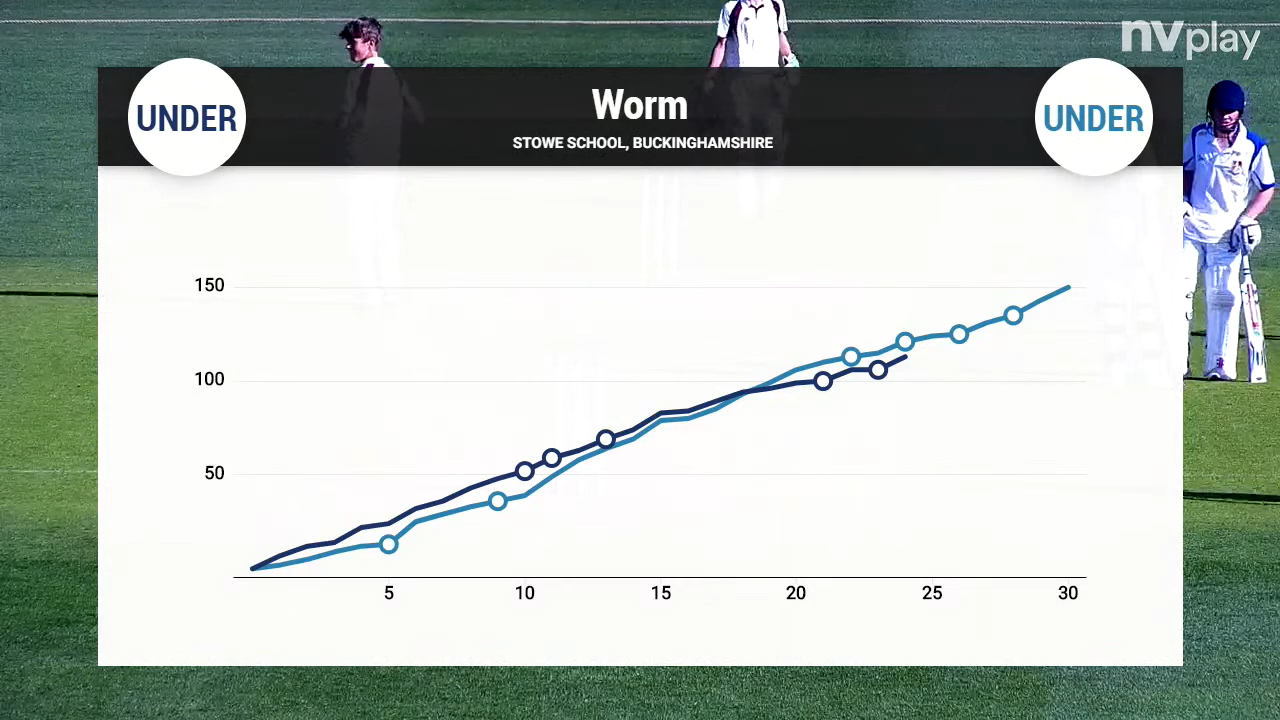 nvplay
UNDER
Worm
UNDER
STOWE SCHOOL, BUCKINGHAMSHIRE
150
100
50
5 10 15 20 25 30